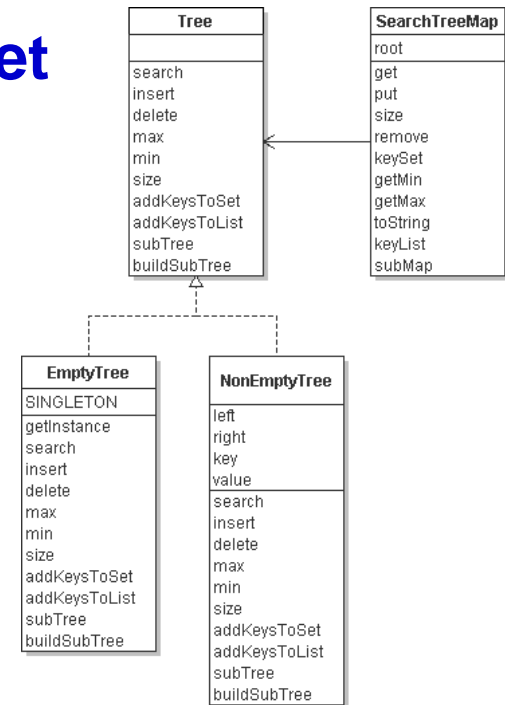 et
Tree
search
insert
delete
max
min
size
addKeysToSet
addKeysToList
subTree
buildSubTree
SearchTreeMap
root
get
put
size
remove
keySet
getMin
getMax
toString
keyList
subMap
EmptyTree
SINGLETON
getInstance
search
insert
delete
max
min
size
addKeysToSet
addKeysToList
subTree
buildSubTree
NonEmptyTree
left
right
key
value
search
insert
delete
max
min
size
addKeysToSet
addKeysToList
subTree
buildSubTree